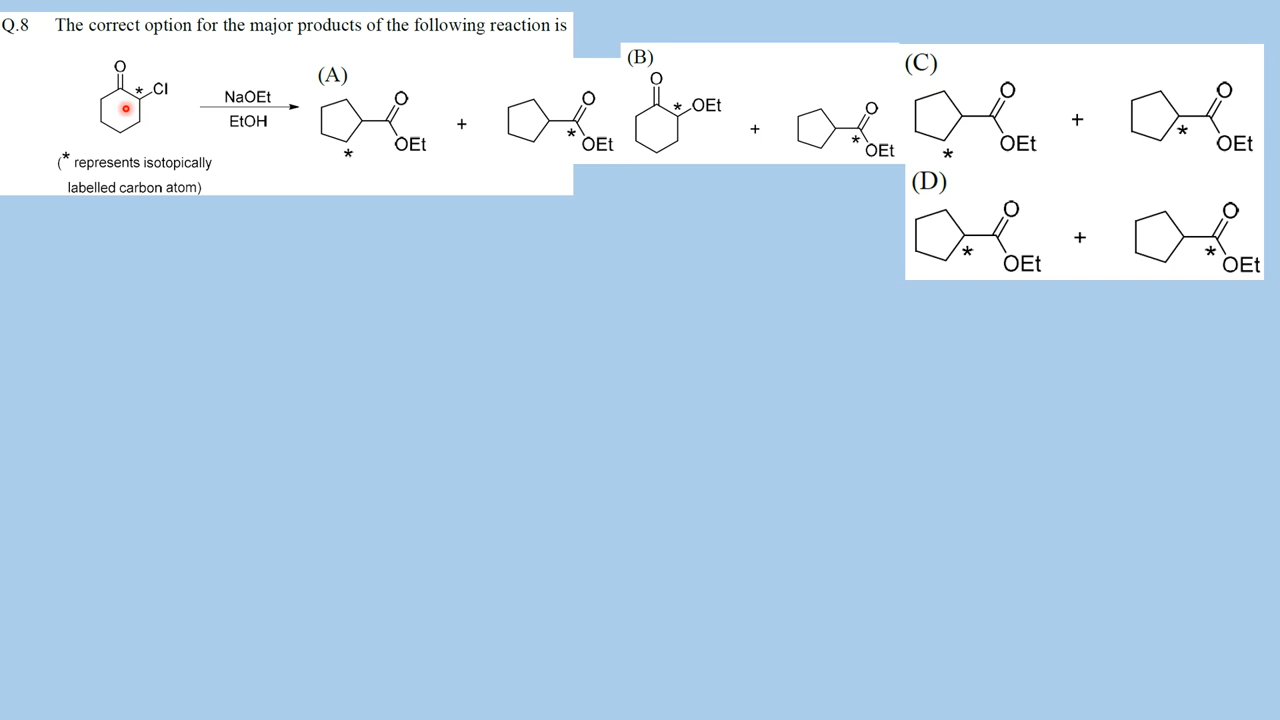 Q.8 The correct option for the major products of the following reaction is
O
* Cl
NaOEt
EtOH
(* represents isotopically
labelled carbon atom)
(A)
O
OEt
*
+
O
* OEt
(B)
O
* OEt
+
O
* OEt
(C)
O
OEt
*
+
O
* OEt
(D)
O
* OEt
+
O
* OEt